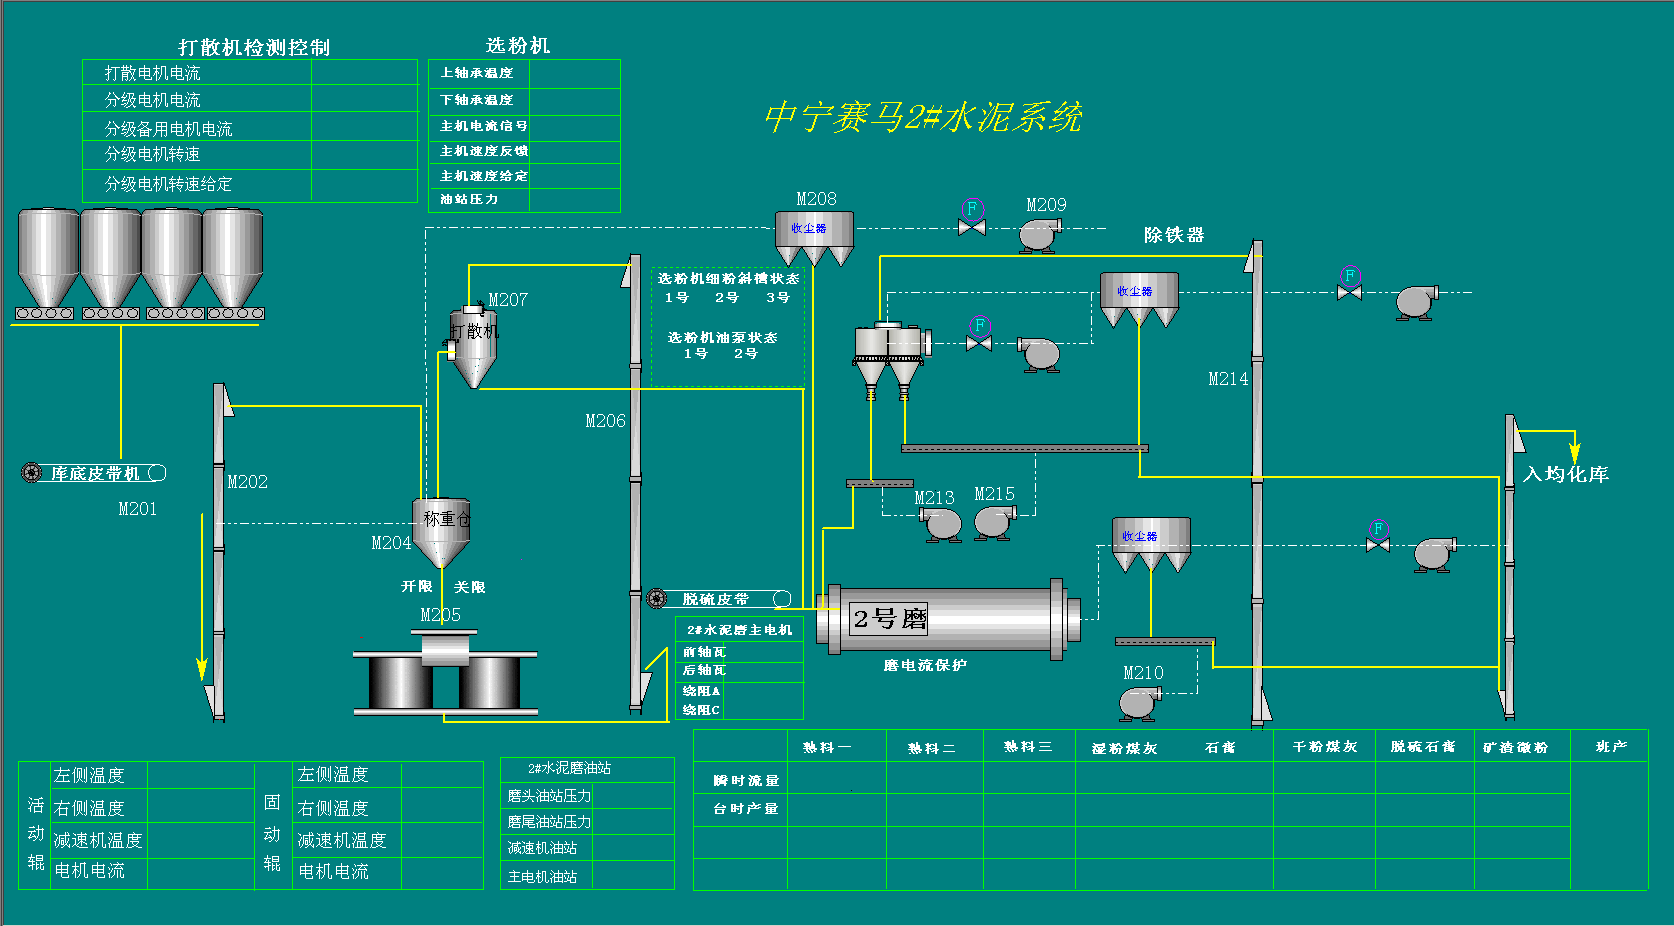 打散机检测控制
打散电机电流
分级电机电流
分级备用电机电流
分级电机转速
分级电机转速给定
选粉机
上轴承温度
下轴承温度
主机电流信号
主机速度反馈
主机速度给定
油站压力
中宁赛马2#水泥系统
M208
收尘器
F
M209
除铁器
M207
打散机
选粉机细粉斜槽状态
1号 2号 3号
选粉机油泵状态
1号 2号
收尘器
F
F
M214
M206
库底皮带机
M201
M202
称重仓
M204
开限 关限
M205
M213
M215
入均化库
收尘器
F
脱硫皮带
2号磨
磨电流保护
M210
2#水泥磨主电机
前轴瓦
后轴瓦
绕阻A
绕阻C
活动辊
左侧温度
右侧温度
减速机温度
电机电流
固动辊
左侧温度
右侧温度
减速机温度
电机电流
2#水泥磨油站
磨头油站压力
磨尾油站压力
减速机油站
主电机油站
熟料一 熟料二 熟料三 湿粉煤灰 石膏 干粉煤灰 脱硫石膏 矿渣微粉 班产
瞬时流量
台时产量